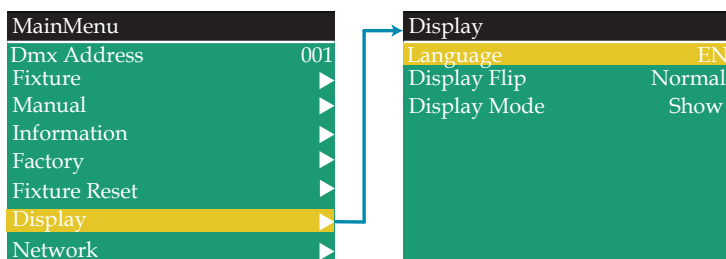 MainMenu
Dmx Address 001
Fixture
Manual
Information
Factory
Fixture Reset
Display
Network
Display
Language EN
Display Flip Normal
Display Mode Show